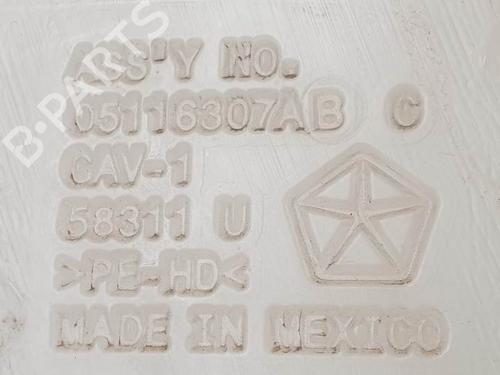 B-PARTS
ASS'Y NO.
05116307AB C
CAV-1
58311 U
>PE-HD<
MADE IN MEXICO